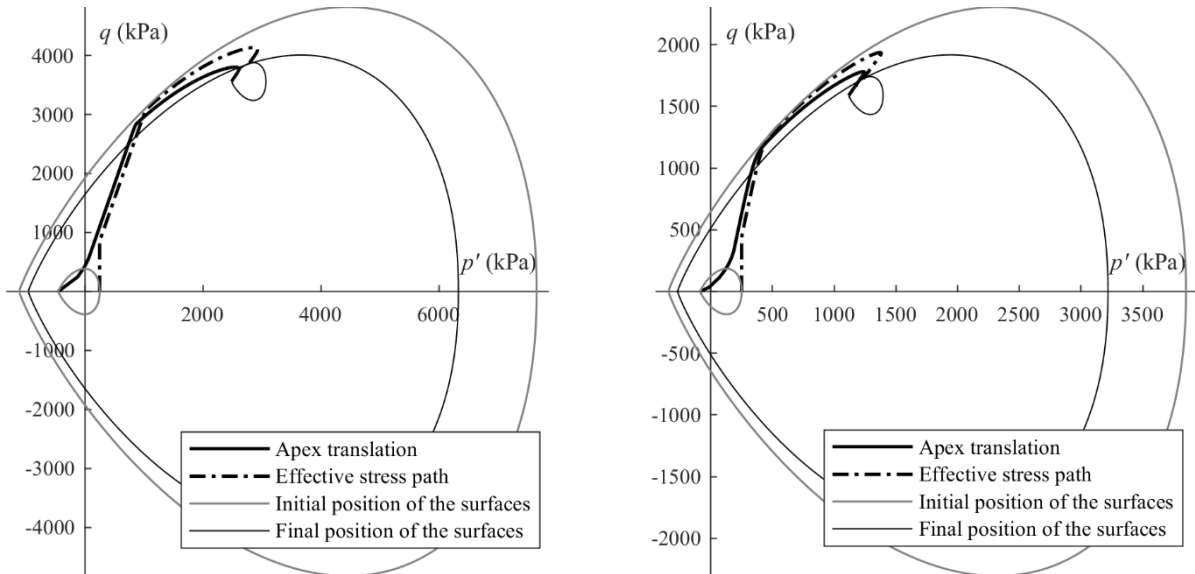 q (kPa)
4000
3000
2000
1000
p′ (kPa)
2000
4000
6000
-1000
-2000
-3000
-4000
Apex translation
Effective stress path
Initial position of the surfaces
Final position of the surfaces
q (kPa)
2000
1500
1000
500
p′ (kPa)
500
1000
1500
2000
2500
3000
3500
-500
-1000
-1500
-2000
Apex translation
Effective stress path
Initial position of the surfaces
Final position of the surfaces